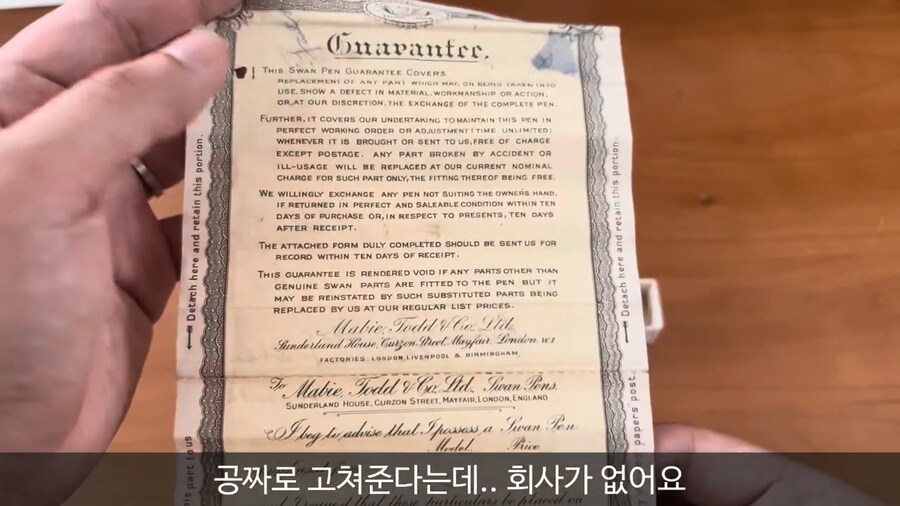 Guarantee.
THIS SWAN PEN GUARANTEE COVERS
REPLACEMENT OF ANY PART WHICH MAY, ON BEING TAKEN INTO
USE, SHOW A DEFECT IN MATERIAL, WORKMANSHIP OR ACTION,
OR, AT OUR DISCRETION, THE EXCHANGE OF THE COMPLETE PEN.
FURTHER, IT COVERS OUR UNDERTAKING TO MAINTAIN THIS PEN IN
PERFECT WORKING ORDER OR ADJUSTMENT (TIME UNLIMITED)
WHENEVER IT IS BROUGHT OR SENT TO US, FREE OF CHARGE
EXCEPT POSTAGE. ANY PART BROKEN BY ACCIDENT OR
ILL-USAGE WILL BE REPLACED AT OUR CURRENT NOMINAL
CHARGE FOR SUCH PART ONLY, THE FITTING THEREOF BEING FREE.
WE WILLINGLY EXCHANGE ANY PEN NOT SUITING THE OWNERS HAND,
IF RETURNED IN PERFECT AND SALEABLE CONDITION WITHIN TEN
DAYS OF PURCHASE OR, IN RESPECT TO PRESENTS, TEN DAYS
AFTER RECEIPT.
THE ATTACHED FORM DULY COMPLETED SHOULD BE SENT US FOR
RECORD WITHIN TEN DAYS OF RECEIPT.
THIS GUARANTEE IS RENDERED VOID IF ANY PARTS OTHER THAN
GENUINE SWAN PARTS ARE FITTED TO THE PEN BUT IT
MAY BE REINSTATED BY SUCH SUBSTITUTED PARTS BEING
REPLACED BY US AT OUR REGULAR LIST PRICES.
Mabie, Todd & Co. Ltd.
Sunderland House, Curzon Street, Mayfair, London W.1
FACTORIES: LONDON, LIVERPOOL & BIRMINGHAM.
To Mabie, Todd & Co. Ltd. Swan Pens.
SUNDERLAND HOUSE, CURZON STREET, MAYFAIR, LONDON, ENGLAND
I beg to advise that I possess a Swan Pen
Model Price
that these particulars be placed on
Detach here and retain this portion.
Detach here and retain this portion.
part to us
papers post.
공짜로 고쳐준다는데.. 회사가 없어요